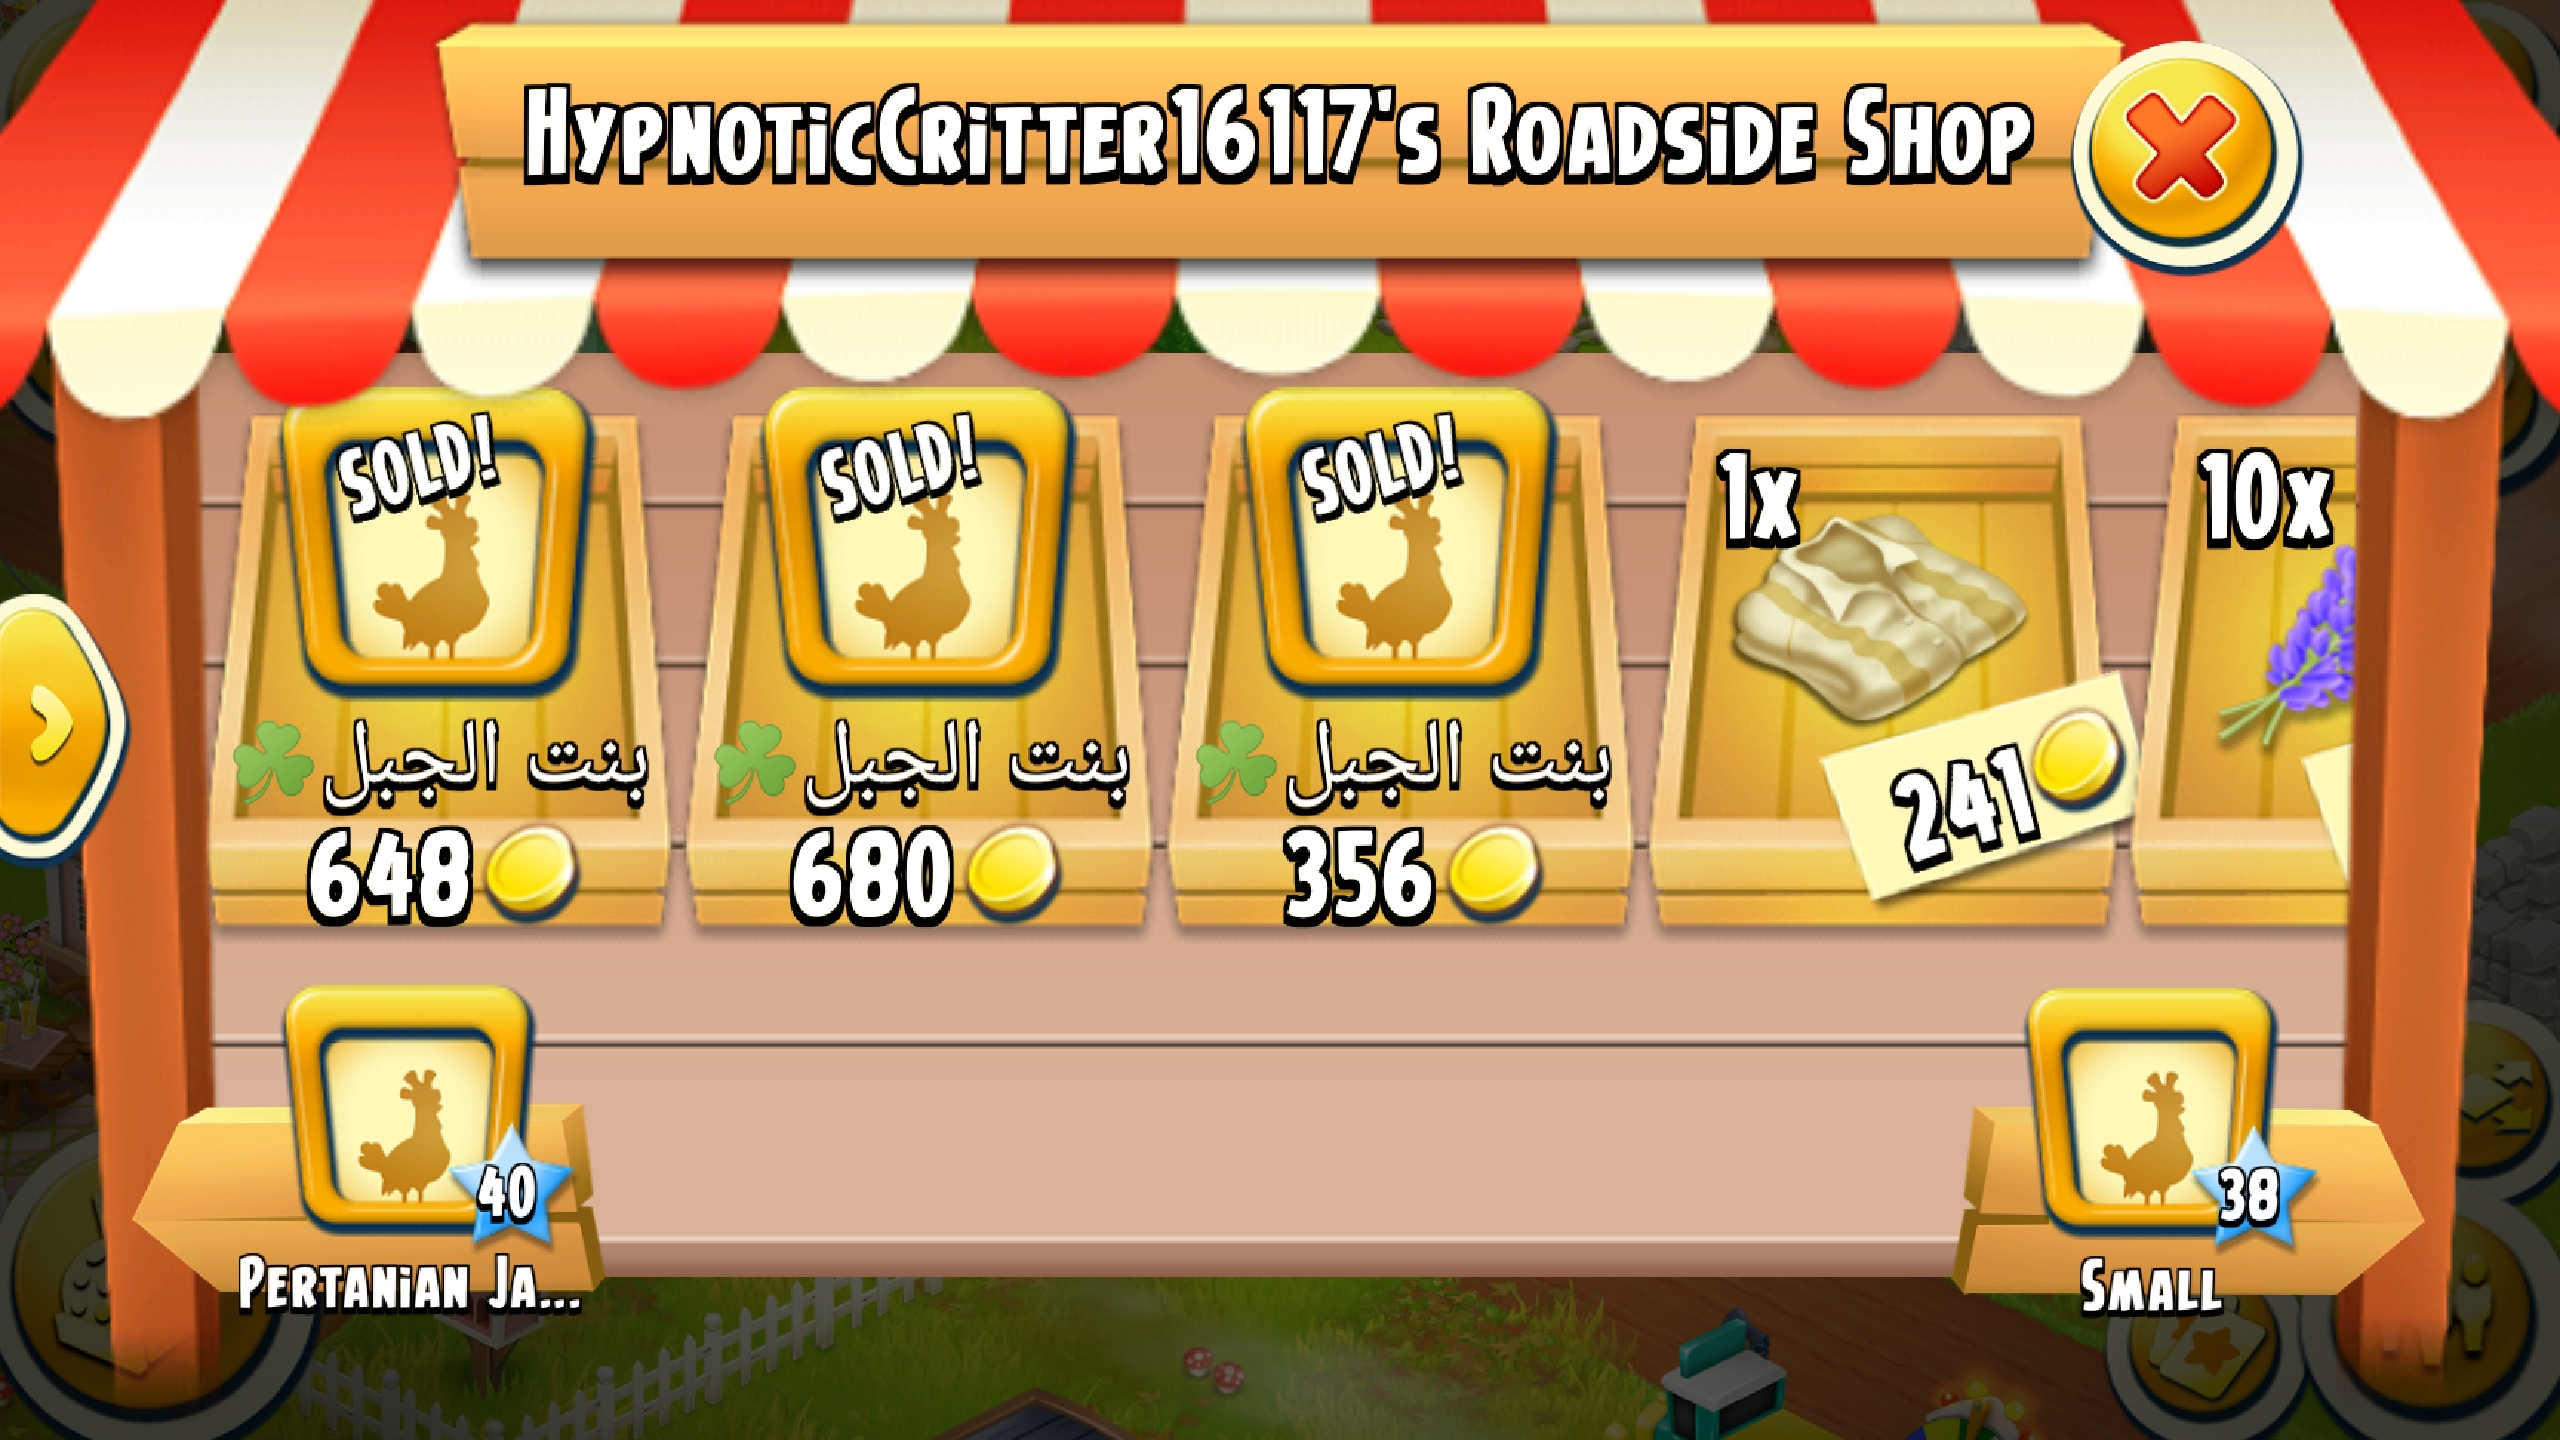 HypnoticCritter16117's Roadside Shop
SOLD!
SOLD!
SOLD!
1x
10x
بنت الجبل☘️
بنت الجبل☘️
بنت الجبل☘️
648
680
356
241
40
38
Pertanian Ja...
Small